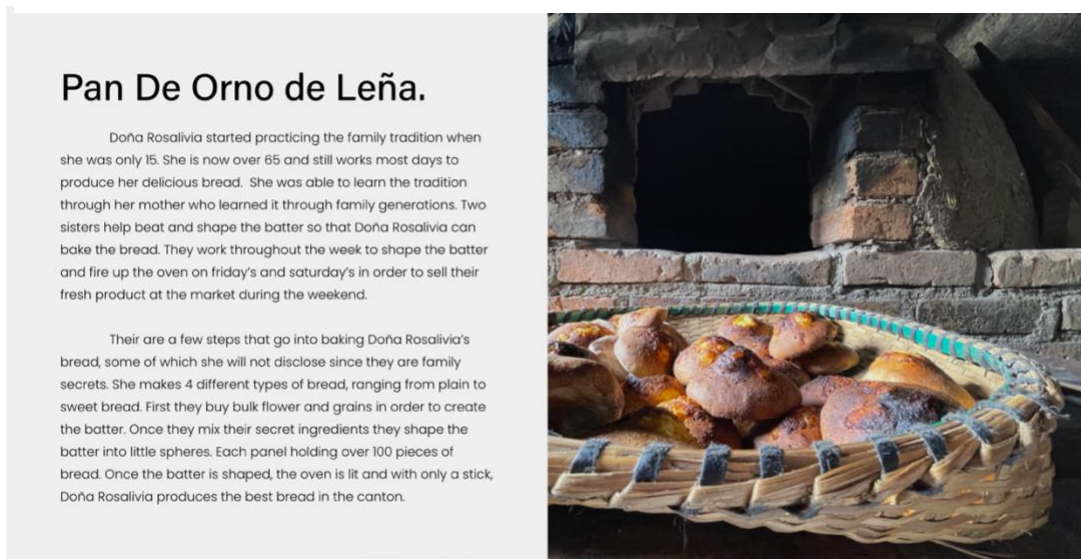 Pan De Orno de Leña.
Doña Rosalivia started practicing the family tradition when
she was only 15. She is now over 65 and still works most days to
produce her delicious bread. She was able to learn the tradition
through her mother who learned it through family generations. Two
sisters help beat and shape the batter so that Doña Rosalivia can
bake the bread. They work throughout the week to shape the batter
and fire up the oven on friday's and saturday's in order to sell their
fresh product at the market during the weekend.
Their are a few steps that go into baking Doña Rosalivia's
bread, some of which she will not disclose since they are family
secrets. She makes 4 different types of bread, ranging from plain to
sweet bread. First they buy bulk flower and grains in order to create
the batter. Once they mix their secret ingredients they shape the
batter into little spheres. Each panel holding over 100 pieces of
bread. Once the batter is shaped, the oven is lit and with only a stick,
Doña Rosalivia produces the best bread in the canton.